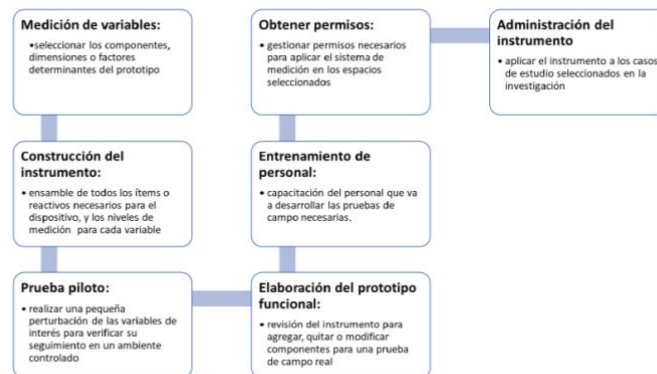 Medición de variables:
•seleccionar los componentes,
dimensiones o factores
determinantes del prototipo
Construcción del
instrumento:
• ensamble de todos los ítems o
reactivos necesarios para el
dispositivo, y los niveles de
medición para cada variable
Prueba piloto:
• realizar una pequeña
perturbación de las variables de
interés para verificar su
seguimiento en un ambiente
controlado
Elaboración del prototipo
funcional:
• revisión del instrumento para
agregar, quitar o modificar
componentes para una prueba
de campo real
Entrenamiento de
personal:
• capacitación del personal que va
a desarrollar las pruebas de
campo necesarias.
Obtener permisos:
• gestionar permisos necesarios
para aplicar el sistema de
medición en los espacios
seleccionados
Administración del
instrumento
• aplicar el instrumento a los casos
de estudio seleccionados en la
investigación